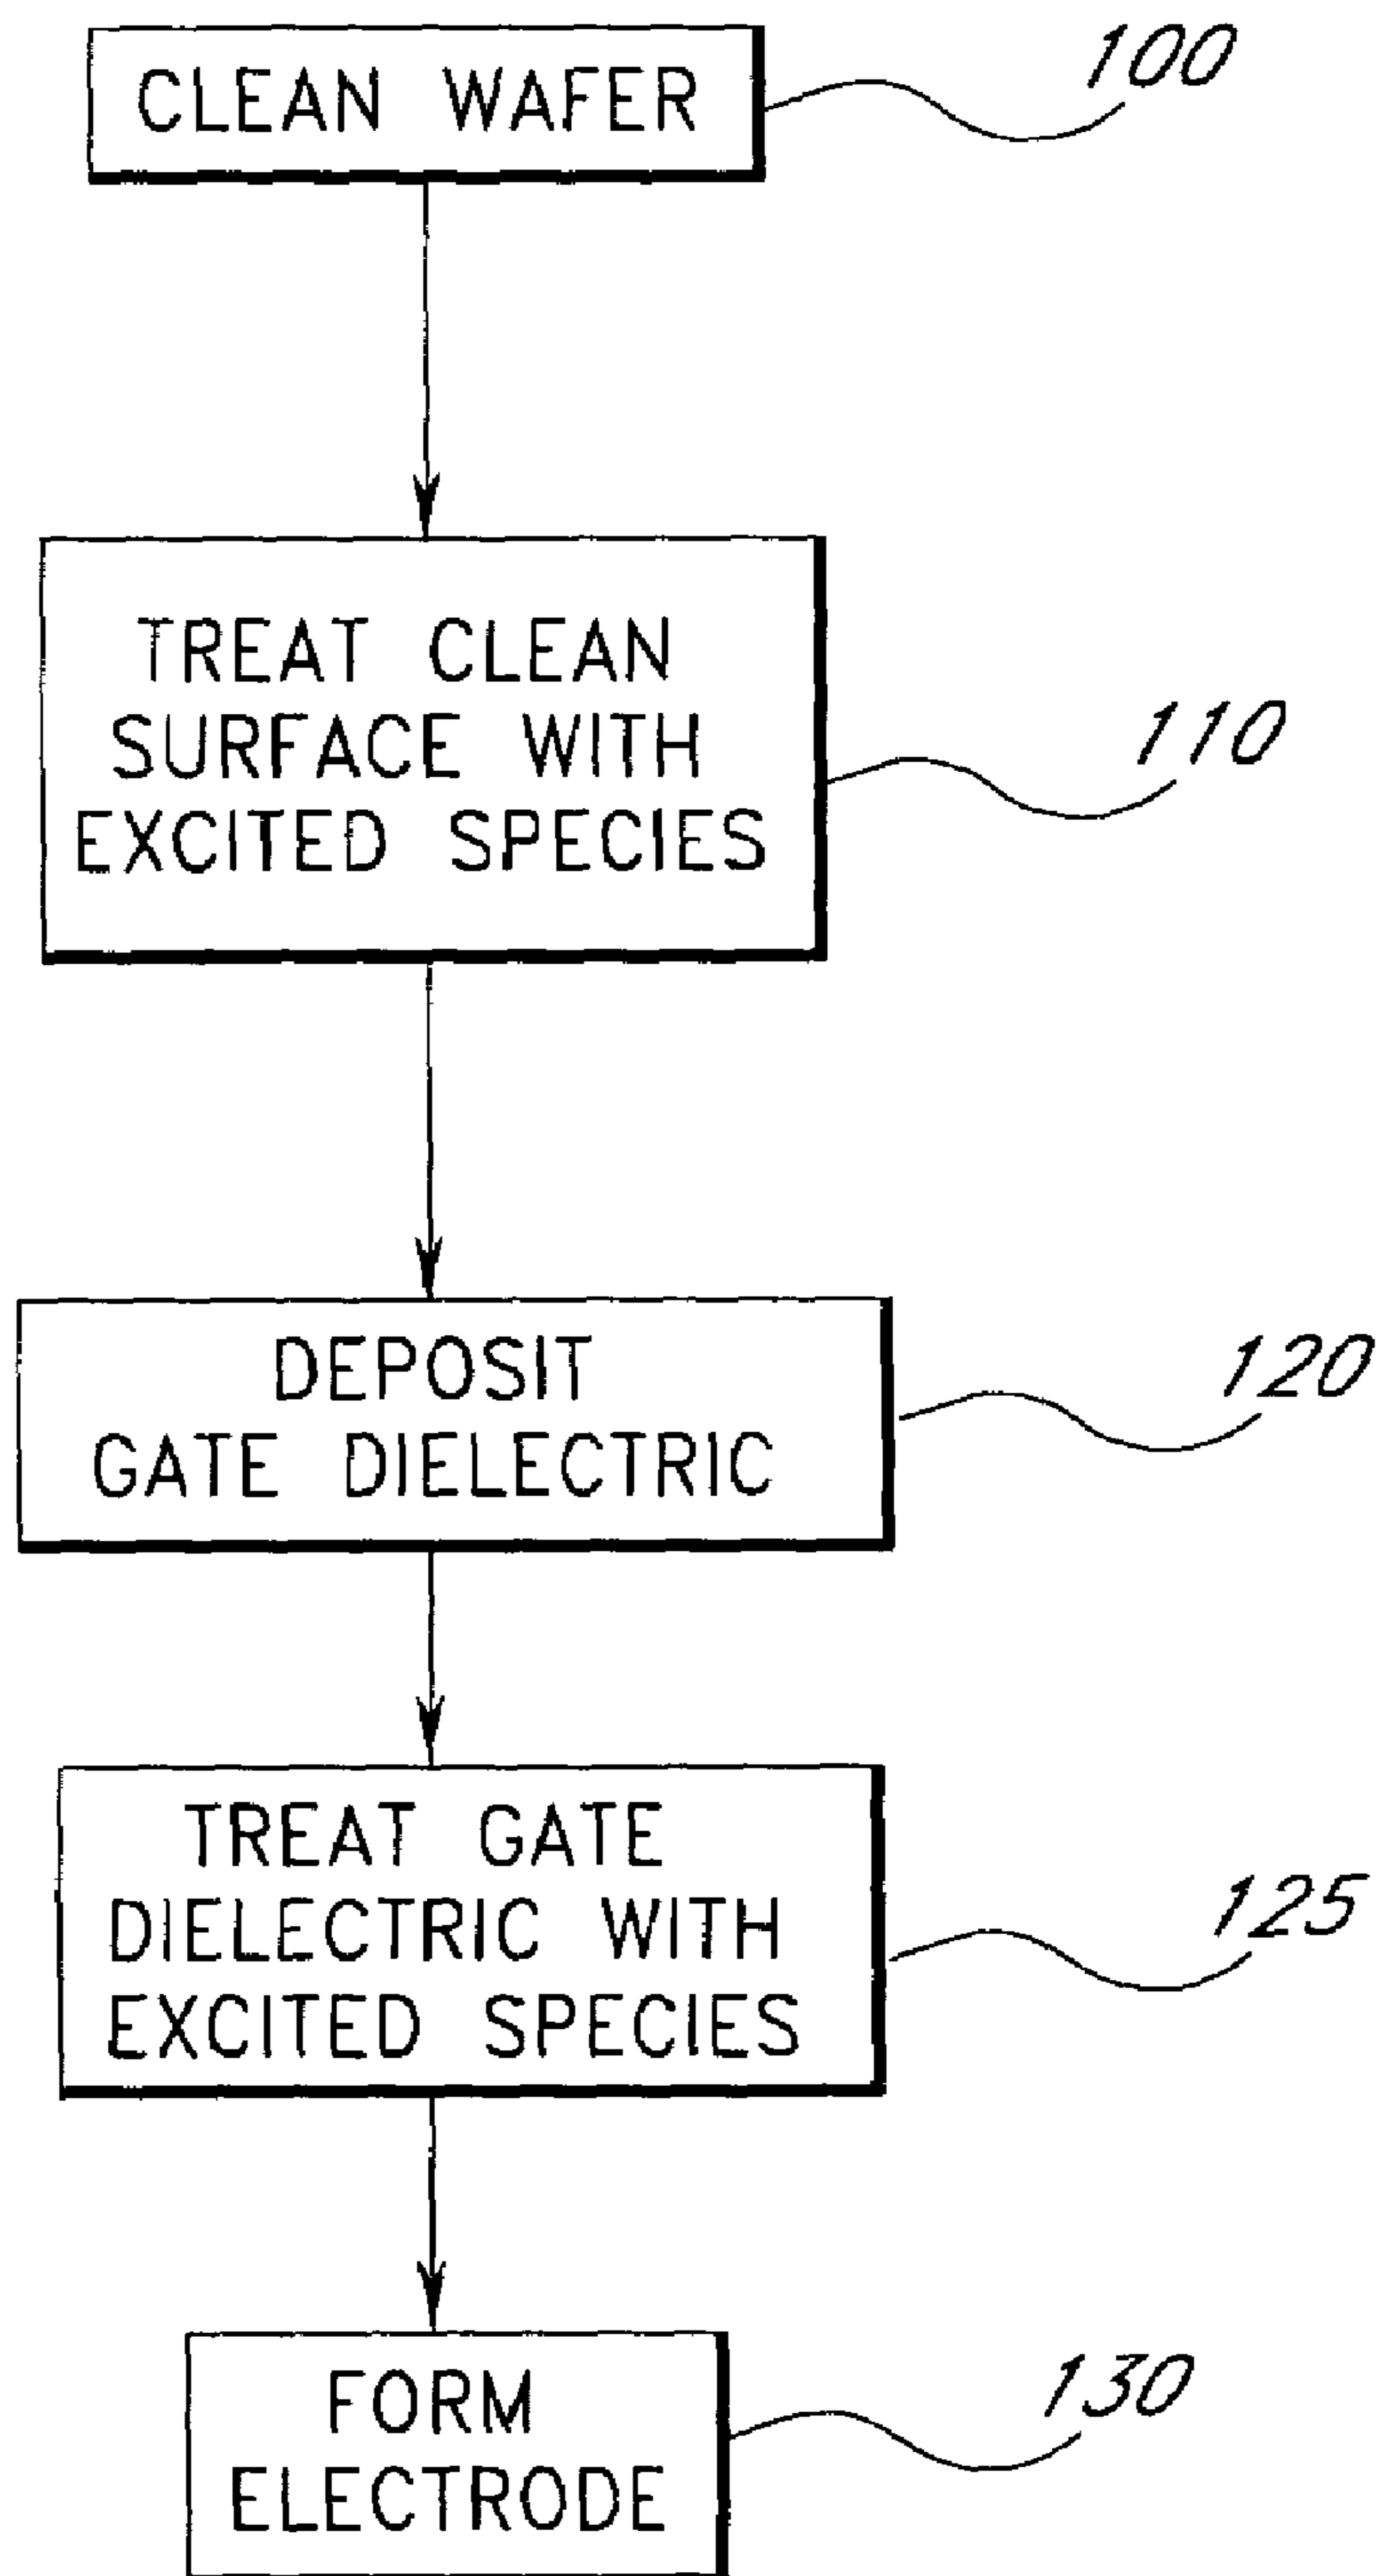 CLEAN WAFER
100
TREAT CLEAN
SURFACE WITH
EXCITED SPECIES
110
DEPOSIT
GATE DIELECTRIC
120
TREAT GATE
DIELECTRIC WITH
EXCITED SPECIES
125
FORM
ELECTRODE
130